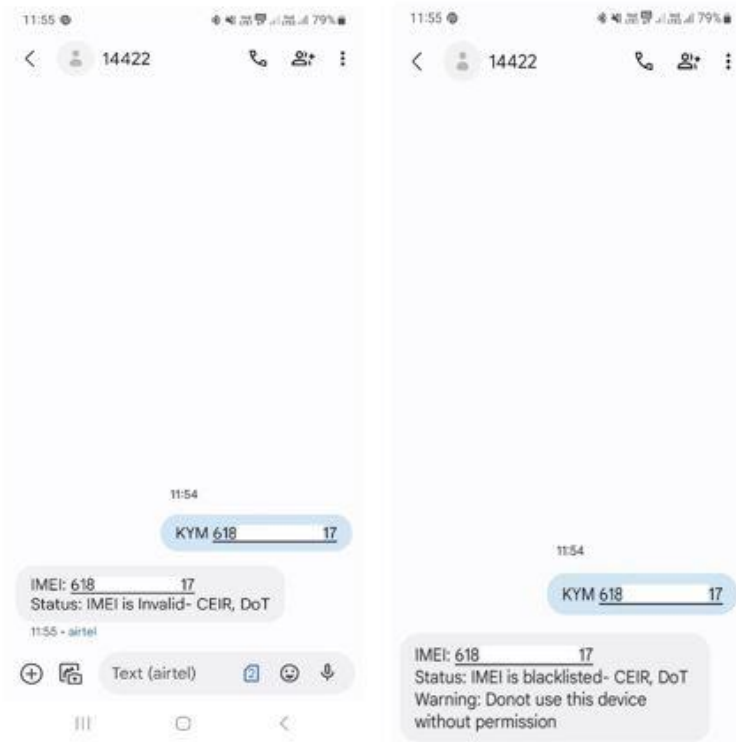 11:55
79%
14422
11:54
KYM 618 17
IMEI: 618 17
Status: IMEI is Invalid- CEIR, DoT
11:55 - airtel
Text (airtel)
2
11:55
79%
14422
11:54
KYM 618 17
IMEI: 618 17
Status: IMEI is blacklisted- CEIR, DoT
Warning: Donot use this device
without permission